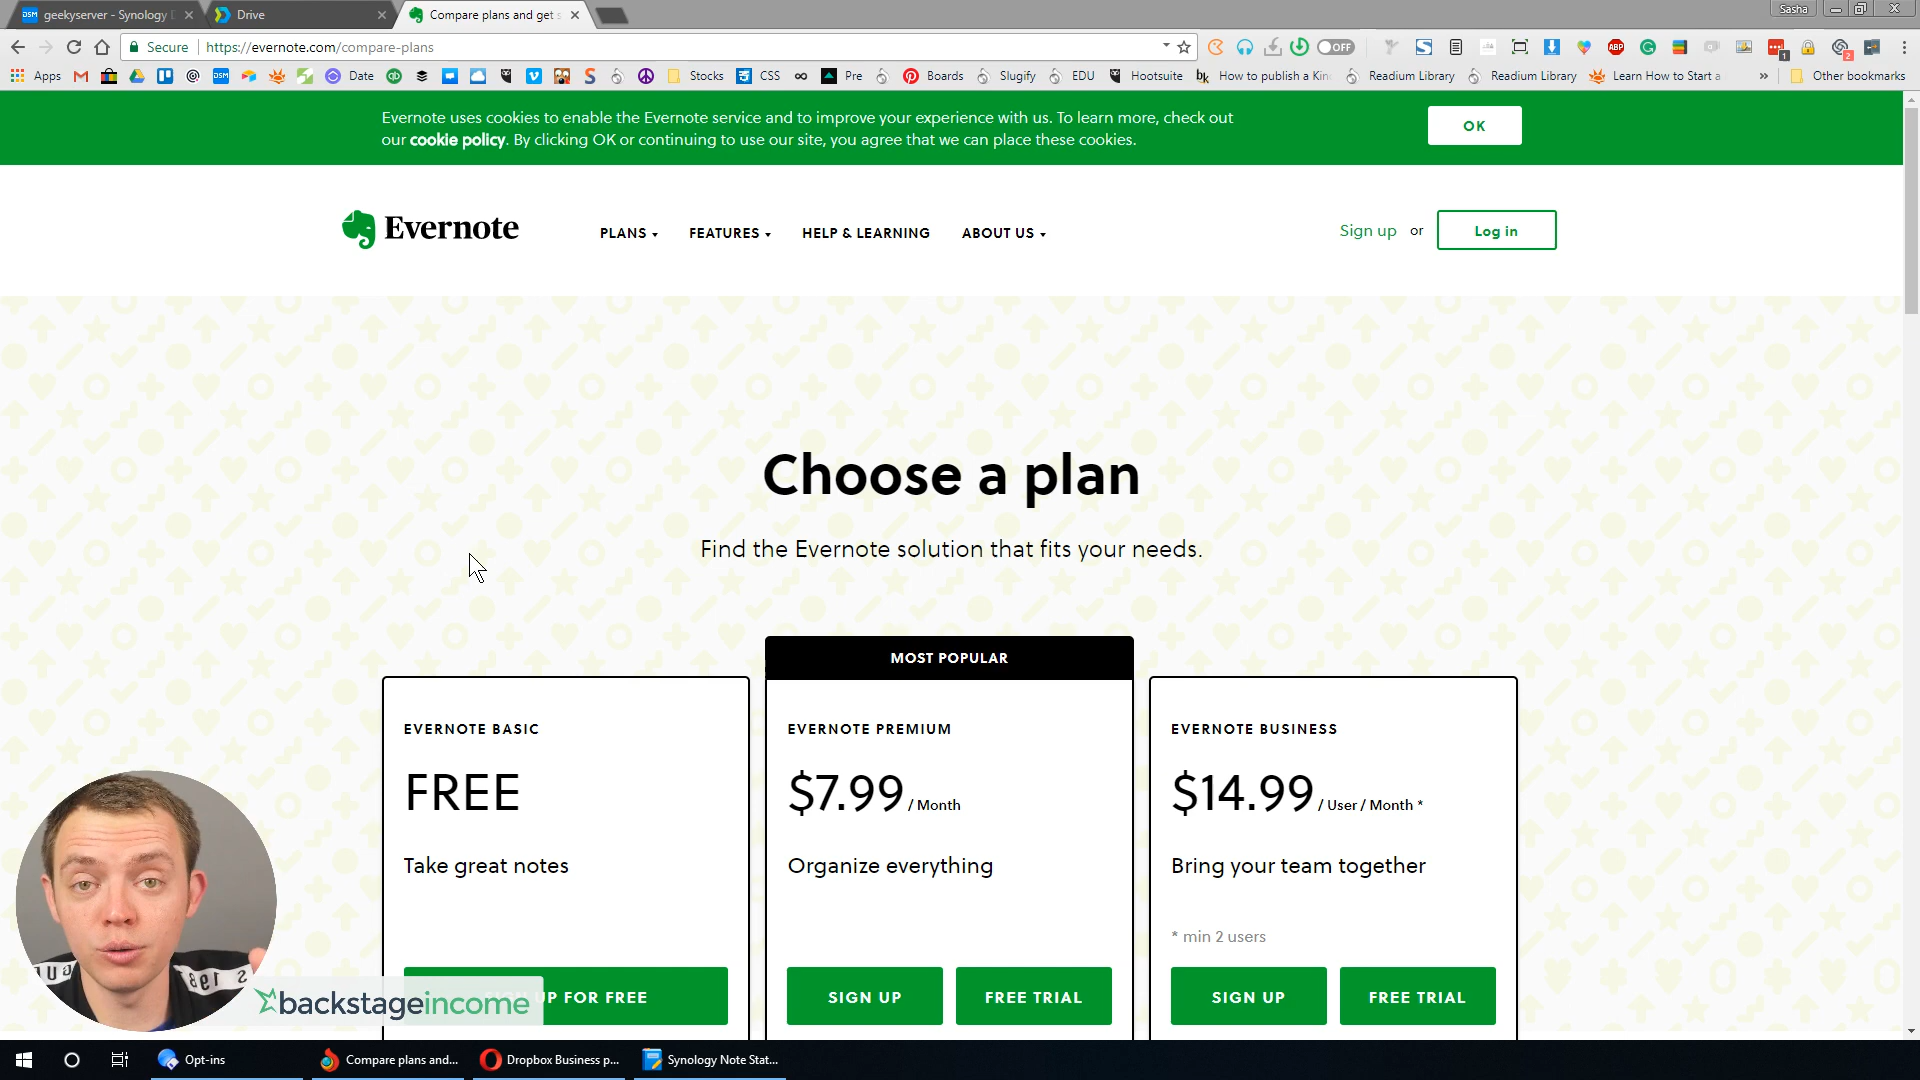 geekyserver - Synology D
Drive
Compare plans and get s
Sasha
Secure
https://evernote.com/compare-plans
OFF
ABP
1
2
Apps
DSM
Date
Stocks
CSS
Pre
Boards
Slugify
EDU
Hootsuite
bk
How to publish a Kin
Readium Library
Readium Library
Learn How to Start a
»
Other bookmarks
Evernote uses cookies to enable the Evernote service and to improve your experience with us. To learn more, check out
our cookie policy. By clicking OK or continuing to use our site, you agree that we can place these cookies.
OK
Evernote
PLANS
FEATURES
HELP & LEARNING
ABOUT US
Sign up or
Log in
Choose a plan
Find the Evernote solution that fits your needs.
MOST POPULAR
EVERNOTE BASIC
FREE
Take great notes
UP FOR FREE
EVERNOTE PREMIUM
$7.99 / Month
Organize everything
SIGN UP
FREE TRIAL
EVERNOTE BUSINESS
$14.99 / User / Month *
Bring your team together
* min 2 users
SIGN UP
FREE TRIAL
backstageincome
Opt-ins
Compare plans and...
Dropbox Business p...
Synology Note Stat...